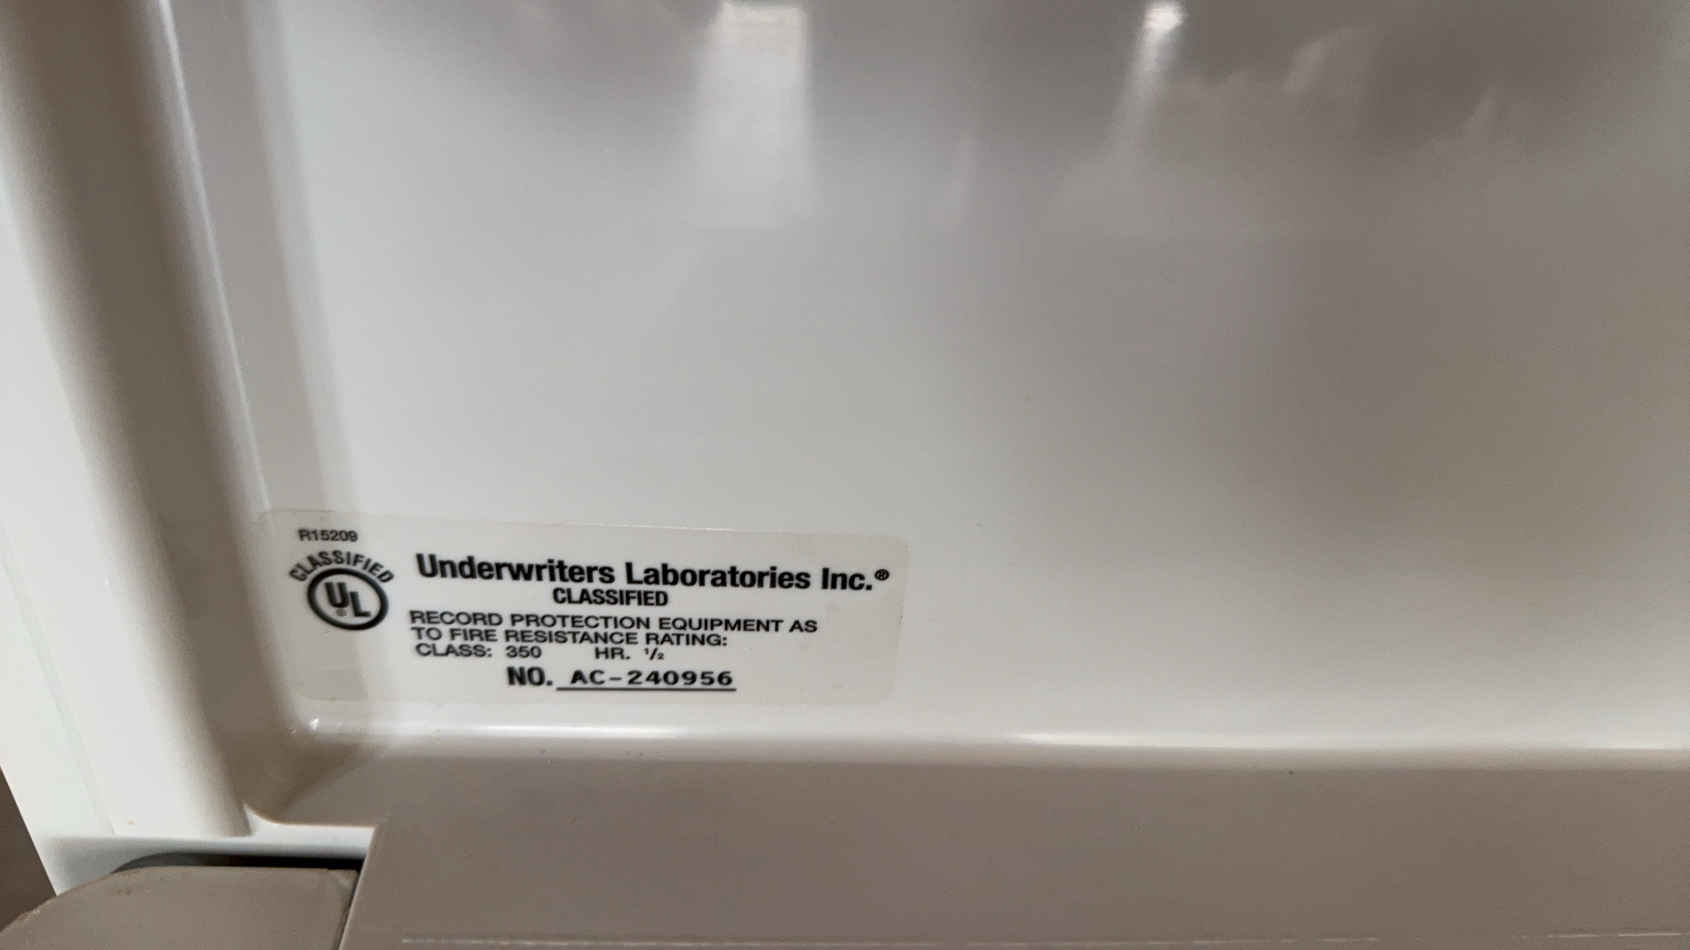 R15209
CLASSIFIED
UL®
Underwriters Laboratories Inc.®
CLASSIFIED
RECORD PROTECTION EQUIPMENT AS
TO FIRE RESISTANCE RATING:
CLASS: 350 HR. ½
NO. AC-240956